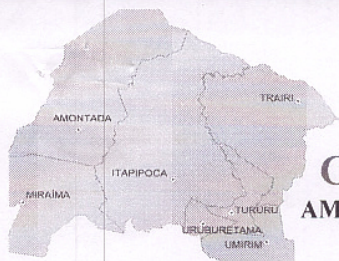 TRAIRI
AMONTADA
ITAPIPOCA
MIRAÍMA
C
TURURU
AM
URUBURETAMA
UMIRIM